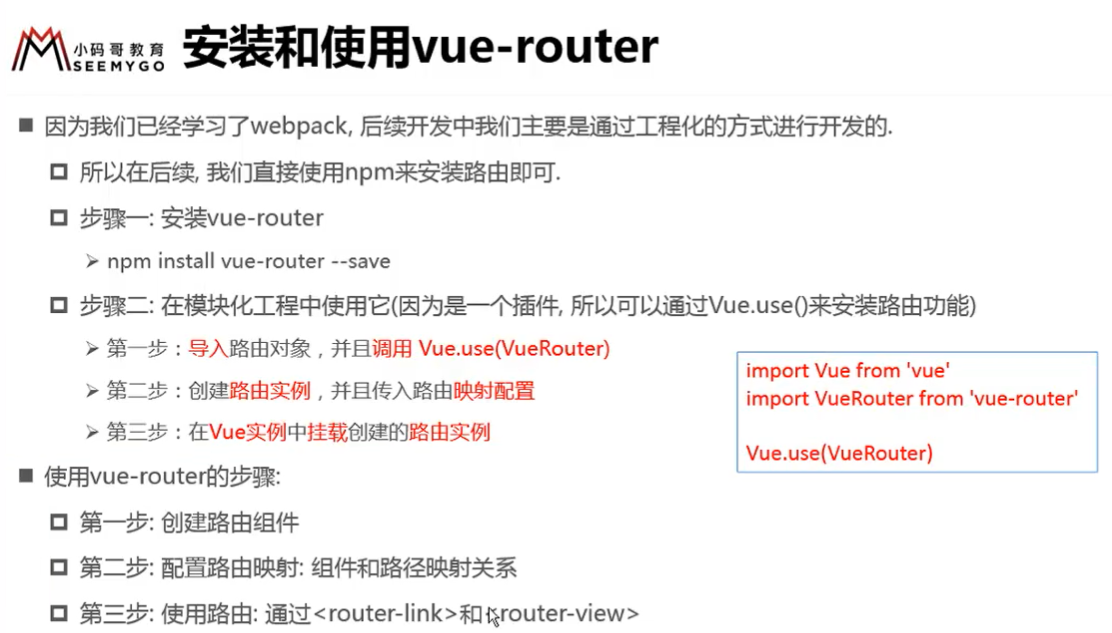 小码哥教育
SEEMYGO
安装和使用vue-router
因为我们已经学习了webpack, 后续开发中我们主要是通过工程化的方式进行开发的.
所以在后续, 我们直接使用npm来安装路由即可.
步骤一: 安装vue-router
npm install vue-router --save
步骤二: 在模块化工程中使用它(因为是一个插件, 所以可以通过Vue.use()来安装路由功能)
第一步：导入路由对象，并且调用 Vue.use(VueRouter)
第二步：创建路由实例，并且传入路由映射配置
第三步：在Vue实例中挂载创建的路由实例
import Vue from 'vue'
import VueRouter from 'vue-router'
Vue.use(VueRouter)
使用vue-router的步骤:
第一步: 创建路由组件
第二步: 配置路由映射: 组件和路径映射关系
第三步: 使用路由: 通过<router-link>和<router-view>